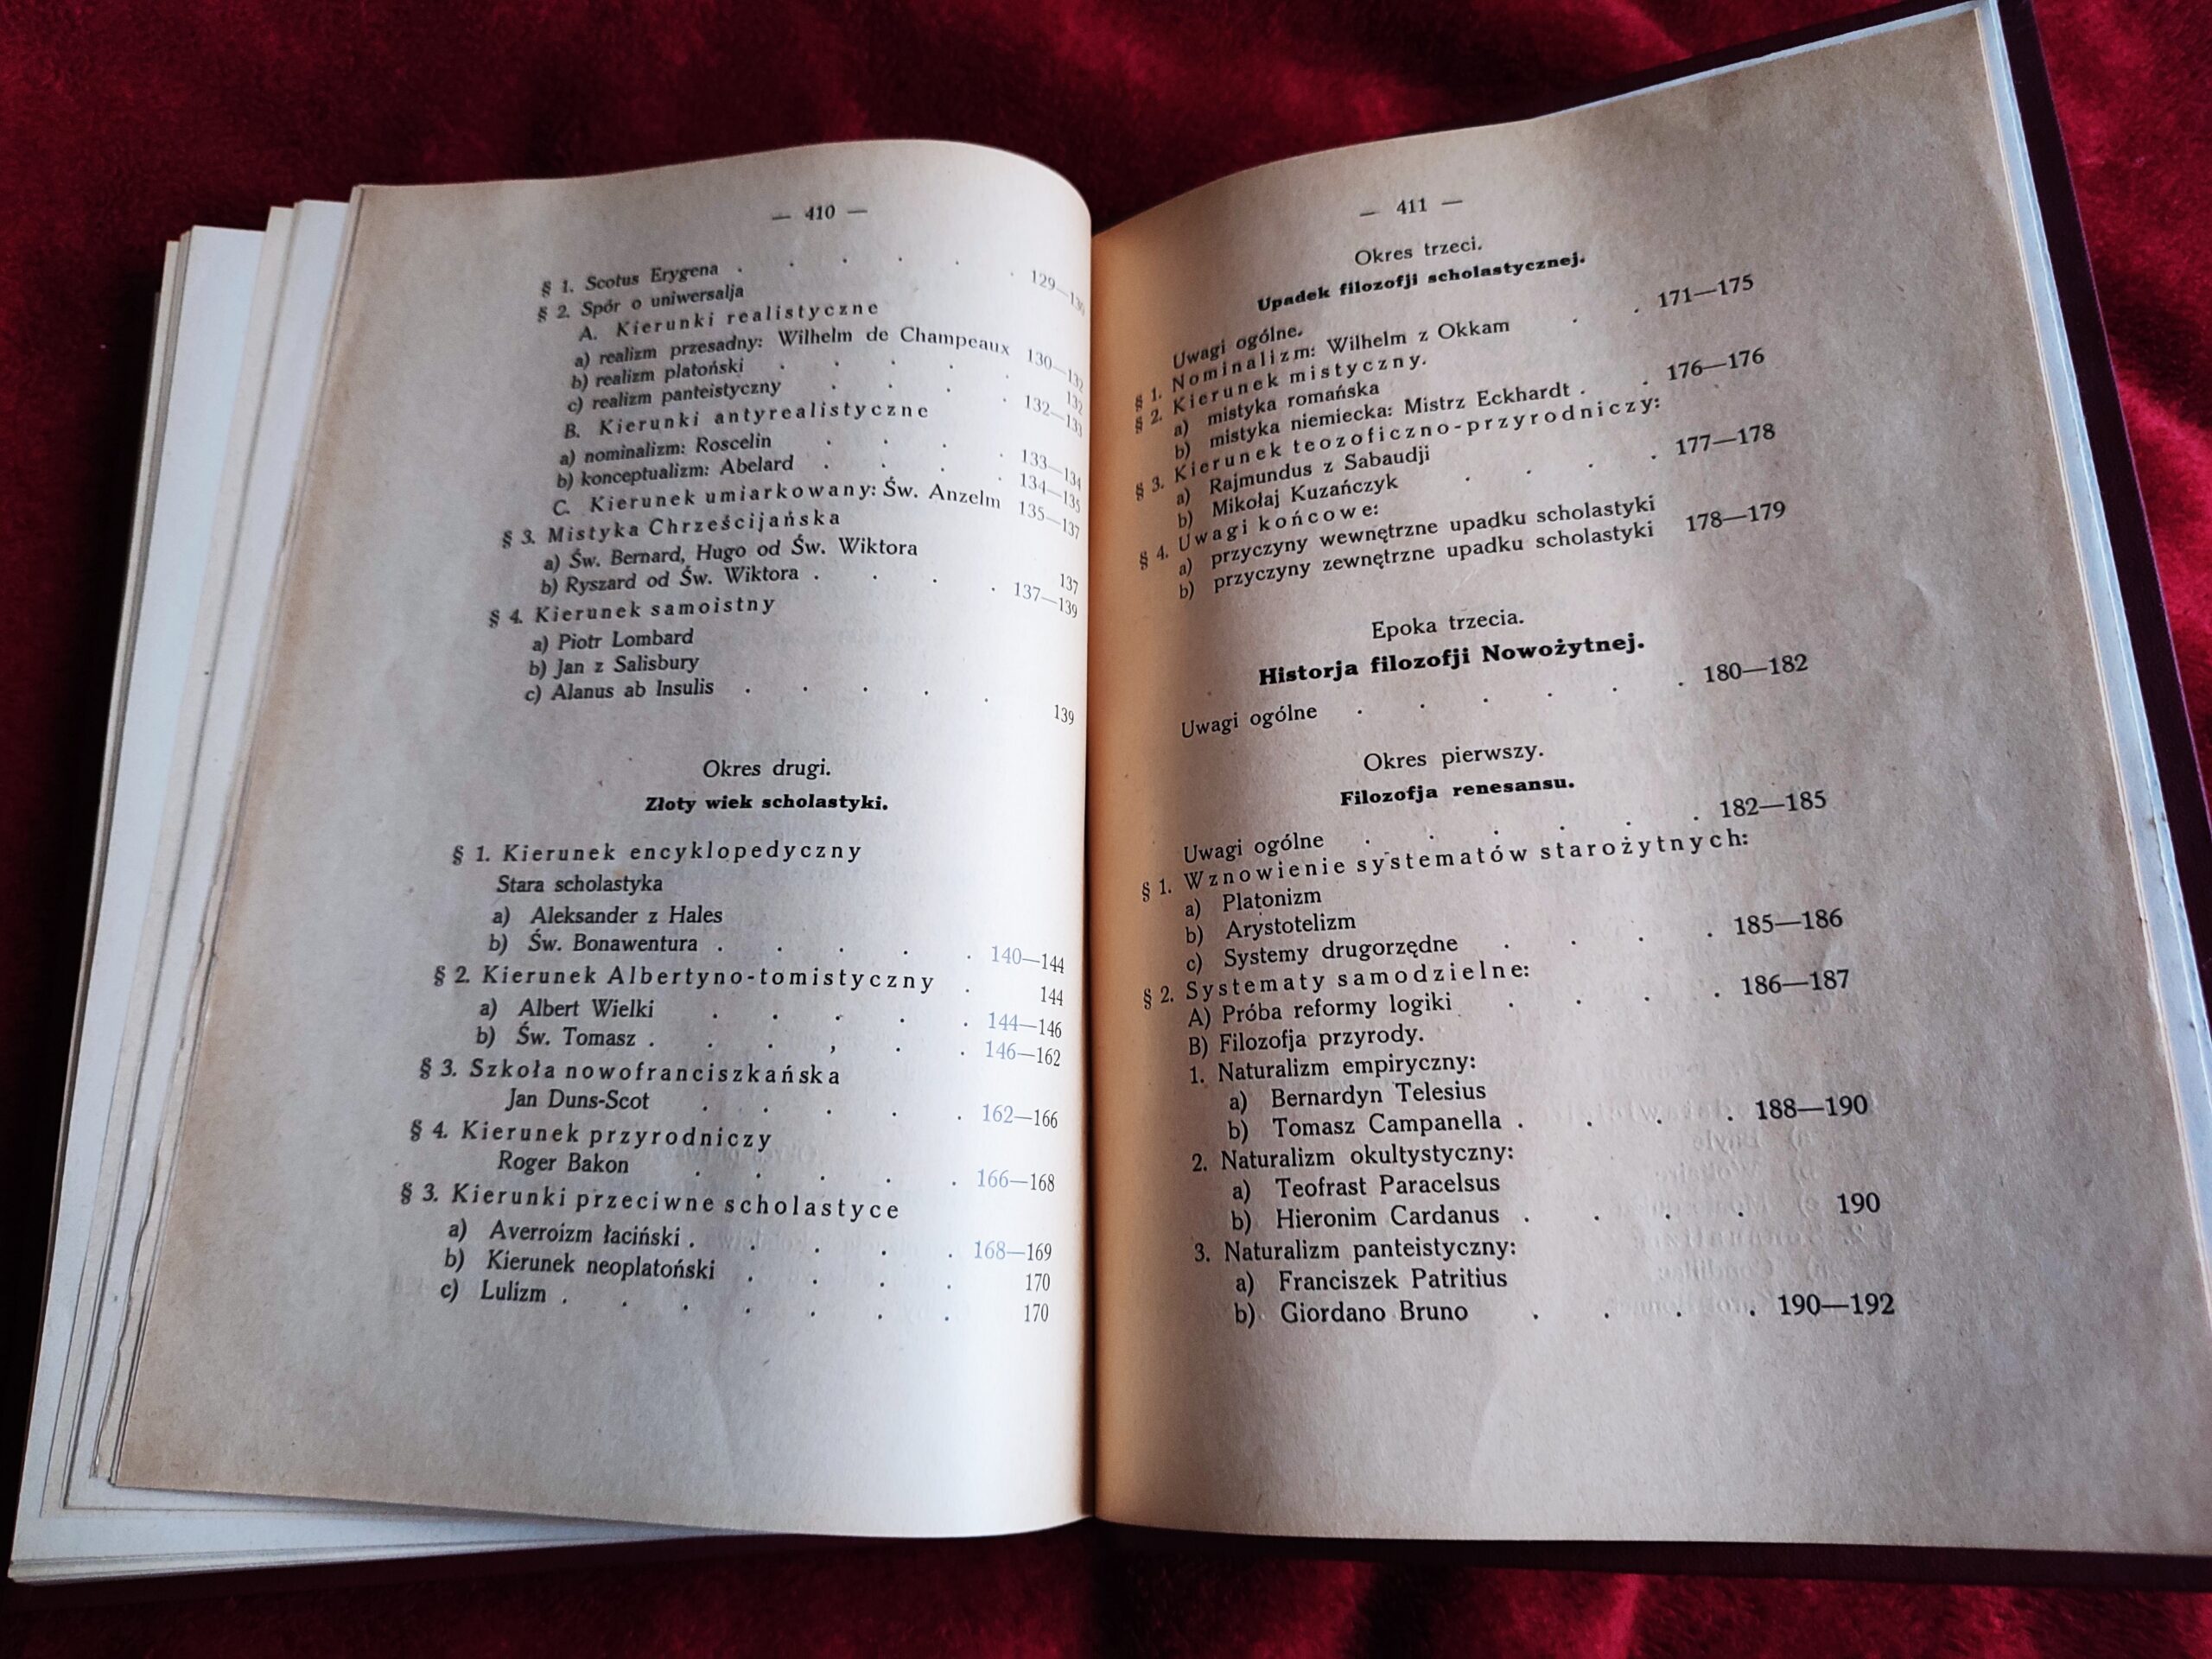 — 410 —
§ 1. Scotus Erygena . . . . . . 129—130
§ 2. Spór o uniwersalja
A. Kierunki realistyczne
a) realizm przesadny: Wilhelm de Champeaux 130—132
b) realizm platoński . . . . . 132
c) realizm panteistyczny . . . . 132—133
B. Kierunki antyrealistyczne
a) nominalizm: Roscelin . . . . 133—134
b) konceptualizm: Abelard . . . . 134—135
C. Kierunek umiarkowany: Św. Anzelm 135—137
§ 3. Mistyka Chrześcijańska
a) Św. Bernard, Hugo od Św. Wiktora 137
b) Ryszard od Św. Wiktora . . . . 137—139
§ 4. Kierunek samoistny
a) Piotr Lombard
b) Jan z Salisbury
c) Alanus ab Insulis . . . . . 139
Okres drugi.
Złoty wiek scholastyki.
§ 1. Kierunek encyklopedyczny
Stara scholastyka
a) Aleksander z Hales
b) Św. Bonawentura . . . . . 140—144
§ 2. Kierunek Albertyno-tomistyczny . 144
a) Albert Wielki . . . . . 144—146
b) Św. Tomasz . . . , . . 146—162
§ 3. Szkoła nowofranciszkańska
Jan Duns-Scot . . . . . 162—166
§ 4. Kierunek przyrodniczy
Roger Bakon . . . . . 166—168
§ 3. Kierunki przeciwne scholastyce
a) Averroizm łaciński . . . . . 168—169
b) Kierunek neoplatoński . . . . 170
c) Lulizm . . . . . . . 170
— 411 —
Okres trzeci.
Upadek filozofji scholastycznej.
Uwagi ogólne.
§ 1. Nominalizm: Wilhelm z Okkam . . 171—175
§ 2. Kierunek mistyczny.
a) mistyka romańska
b) mistyka niemiecka: Mistrz Eckhardt . . 176—176
§ 3. Kierunek teozoficzno-przyrodniczy:
a) Rajmundus z Sabaudji
b) Mikołaj Kuzańczyk . . . . 177—178
§ 4. Uwagi końcowe:
a) przyczyny wewnętrzne upadku scholastyki
b) przyczyny zewnętrzne upadku scholastyki 178—179
Epoka trzecia.
Historja filozofji Nowożytnej.
Uwagi ogólne . . . . . . 180—182
Okres pierwszy.
Filozofja renesansu.
Uwagi ogólne . . . . . . 182—185
§ 1. Wznowienie systematów starożytnych:
a) Platonizm
b) Arystotelizm
c) Systemy drugorzędne . . . . 185—186
§ 2. Systematy samodzielne:
A) Próba reformy logiki . . . . 186—187
B) Filozofja przyrody.
1. Naturalizm empiryczny:
a) Bernardyn Telesius
b) Tomasz Campanella . . . . 188—190
2. Naturalizm okultystyczny:
a) Teofrast Paracelsus
b) Hieronim Cardanus . . . . 190
3. Naturalizm panteistyczny:
a) Franciszek Patritius
b) Giordano Bruno . . . . 190—192